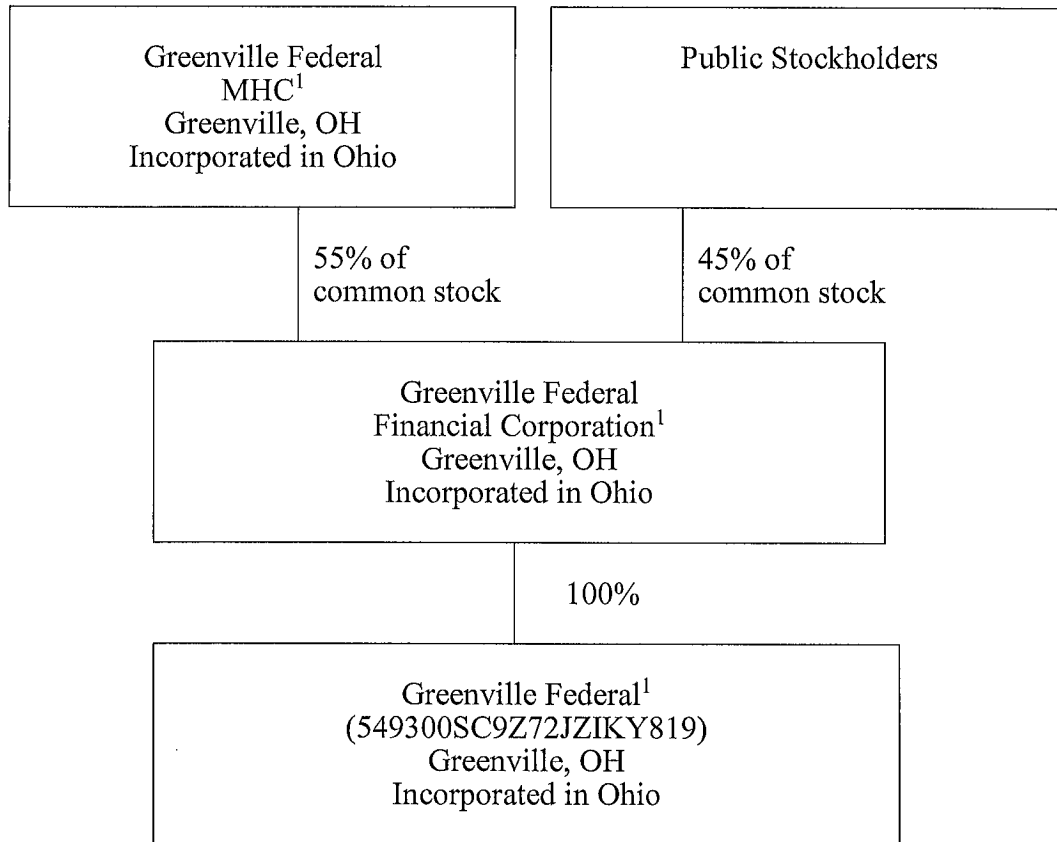 Greenville Federal
MHC¹
Greenville, OH
Incorporated in Ohio
Public Stockholders
55% of
common stock
45% of
common stock
Greenville Federal
Financial Corporation¹
Greenville, OH
Incorporated in Ohio
100%
Greenville Federal¹
(549300SC9Z72JZIKY819)
Greenville, OH
Incorporated in Ohio